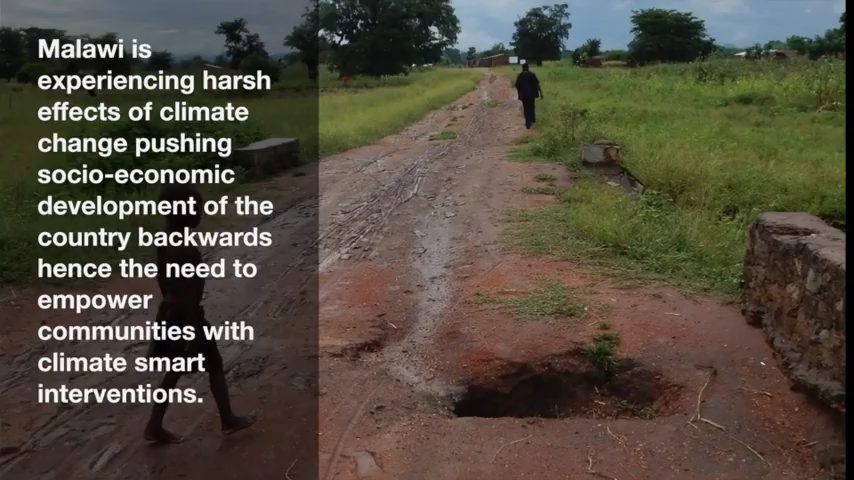 Malawi is
experiencing harsh
effects of climate
change pushing
socio-economic
development of the
country backwards
hence the need to
empower
communities with
climate smart
interventions.